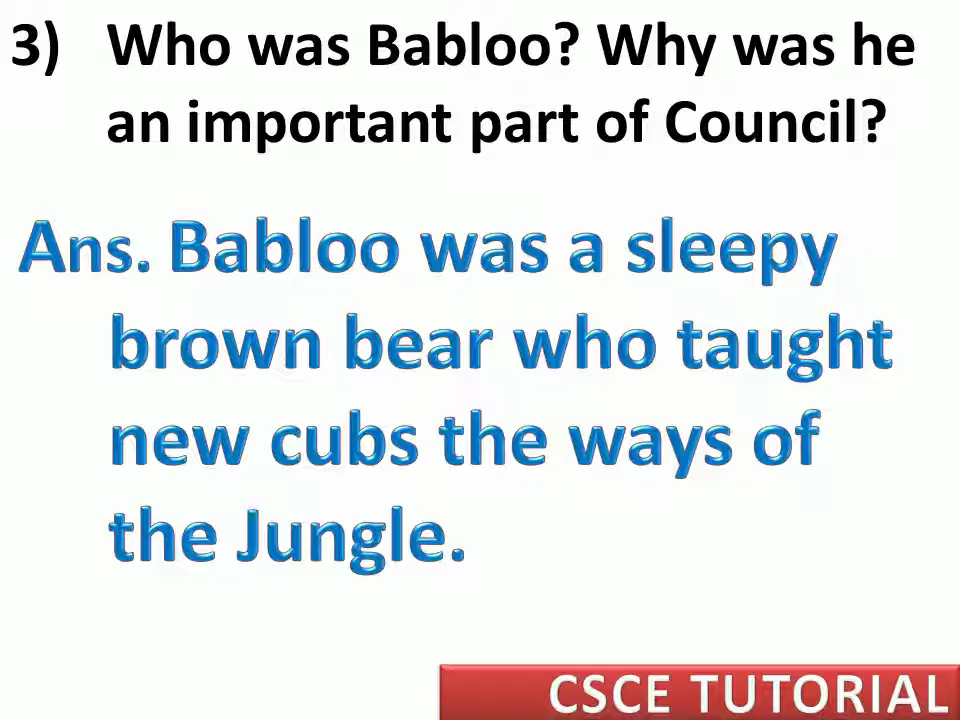 3) Who was Babloo? Why was he
an important part of Council?
Ans. Babloo was a sleepy
brown bear who taught
new cubs the ways of
the Jungle.
CSCE TUTORIAL